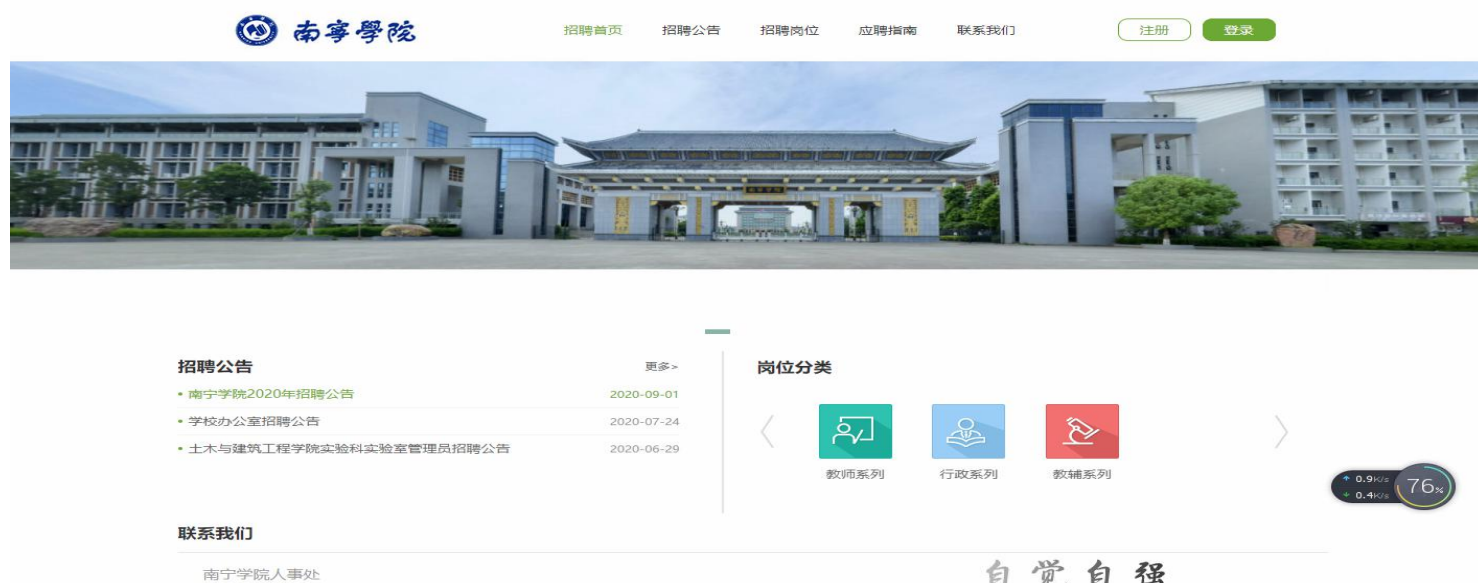 南寧學院
招聘首页 招聘公告 招聘岗位 应聘指南 联系我们 注册 登录
南寧學院
招聘公告 更多>
• 南宁学院2020年招聘公告 2020-09-01
• 学校办公室招聘公告 2020-07-24
• 土木与建筑工程学院实验科实验室管理员招聘公告 2020-06-29
岗位分类
教师系列 行政系列 教辅系列
↑ 0.9K/s
↓ 0.4K/s
76%
联系我们
南宁学院人事处
自觉自强